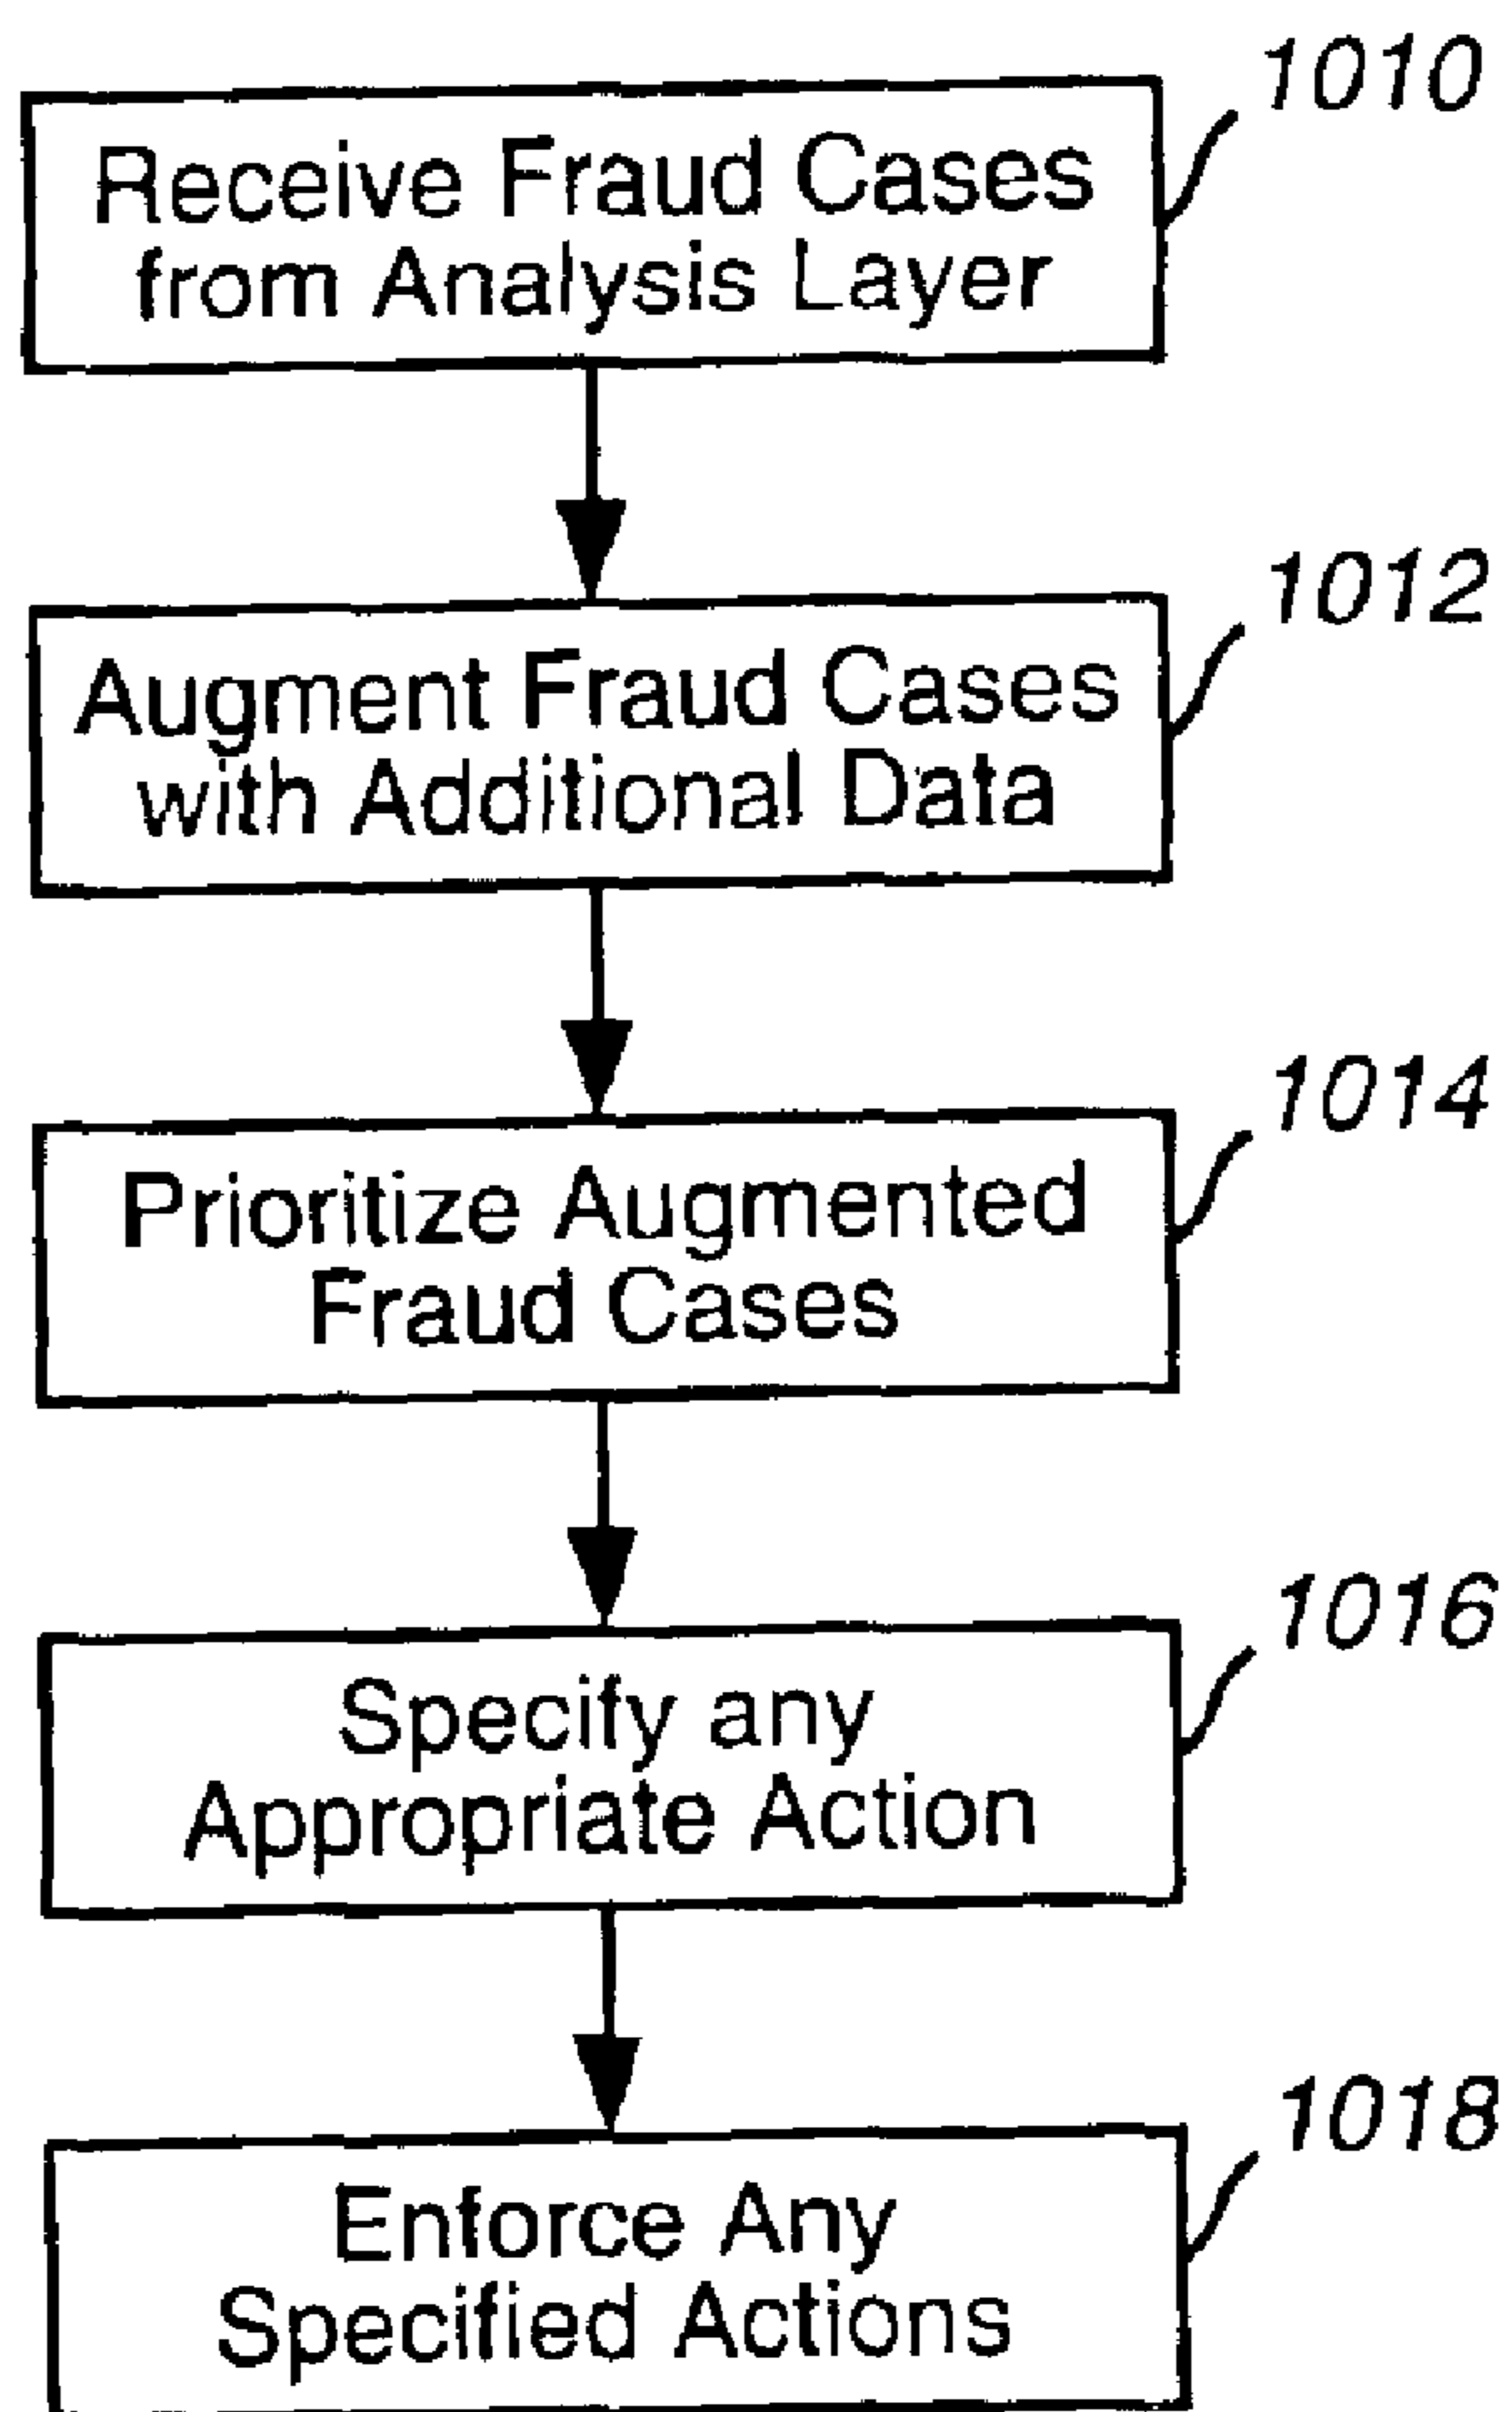 1010
Receive Fraud Cases
from Analysis Layer
1012
Augment Fraud Cases
with Additional Data
1014
Prioritize Augmented
Fraud Cases
1016
Specify any
Appropriate Action
1018
Enforce Any
Specified Actions